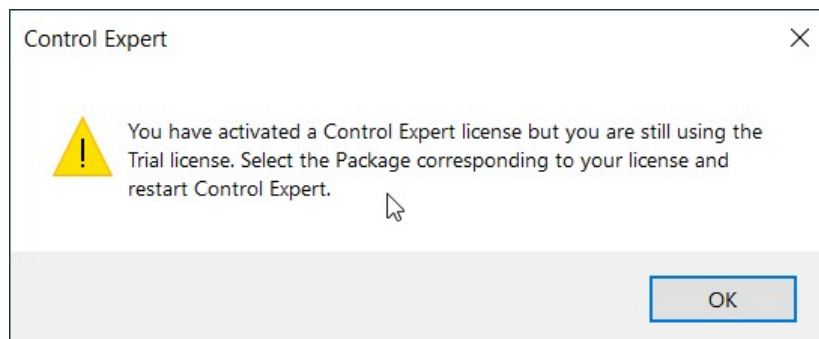 Control Expert
You have activated a Control Expert license but you are still using the
Trial license. Select the Package corresponding to your license and
restart Control Expert.
OK